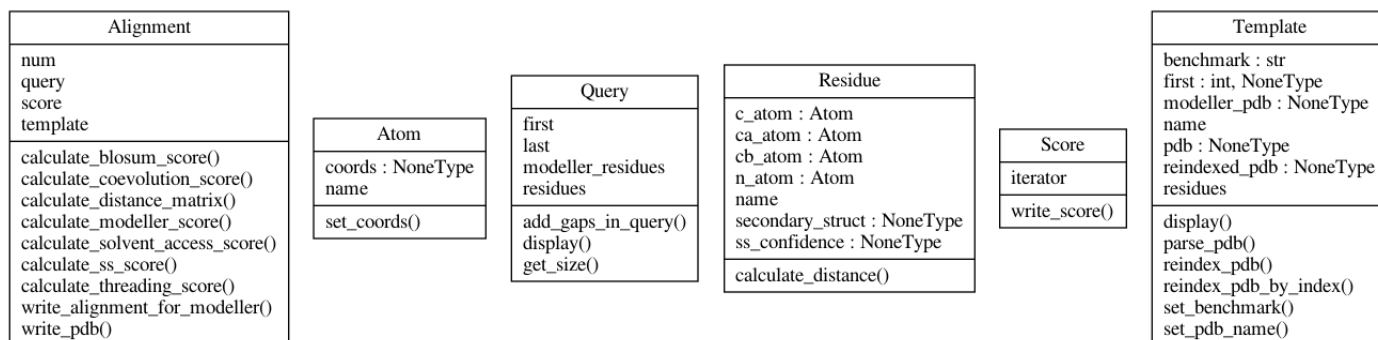 Alignment
num
query
score
template
calculate_blosum_score()
calculate_coevolution_score()
calculate_distance_matrix()
calculate_modeller_score()
calculate_solvent_access_score()
calculate_ss_score()
calculate_threading_score()
write_alignment_for_modeller()
write_pdb()
Atom
coords : NoneType
name
set_coords()
Query
first
last
modeller_residues
residues
add_gaps_in_query()
display()
get_size()
Residue
c_atom : Atom
ca_atom : Atom
cb_atom : Atom
n_atom : Atom
name
secondary_struct : NoneType
ss_confidence : NoneType
calculate_distance()
Score
iterator
write_score()
Template
benchmark : str
first : int, NoneType
modeller_pdb : NoneType
name
pdb : NoneType
reindexed_pdb : NoneType
residues
display()
parse_pdb()
reindex_pdb()
reindex_pdb_by_index()
set_benchmark()
set_pdb_name()